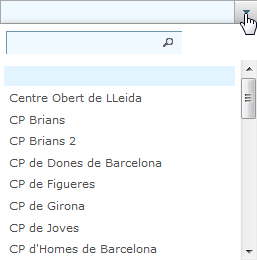 Centre Obert de LLeida
CP Brians
CP Brians 2
CP de Dones de Barcelona
CP de Figueres
CP de Girona
CP de Joves
CP d'Homes de Barcelona